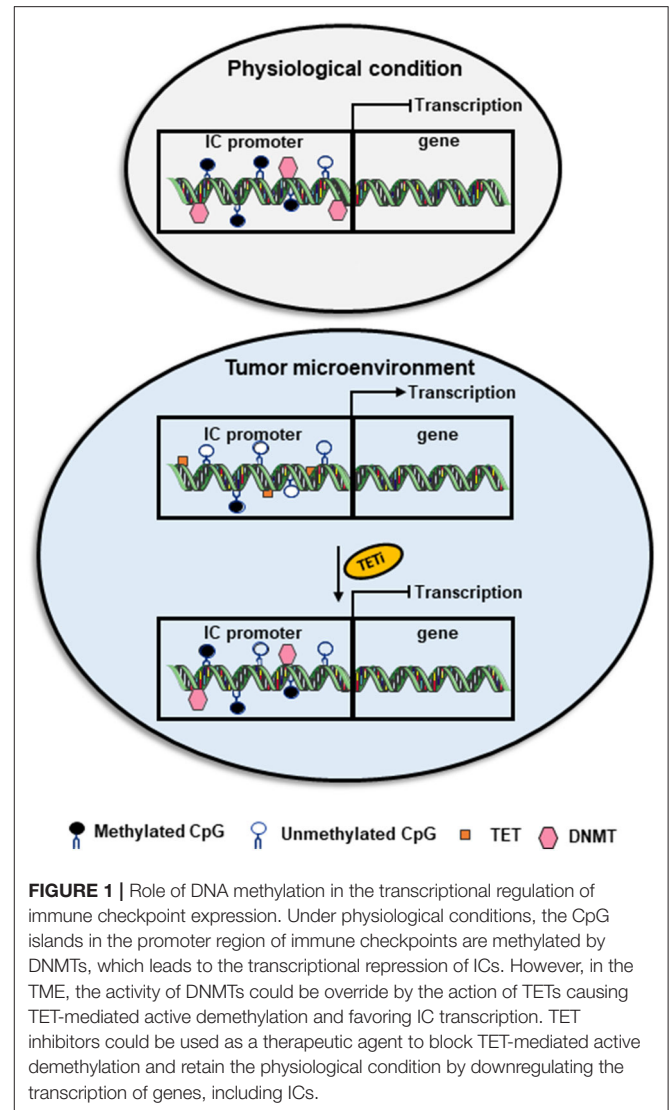 Physiological condition
Transcription
IC promoter
gene
Tumor microenvironment
Transcription
IC promoter
gene
TETi
Transcription
IC promoter
gene
Methylated CpG Unmethylated CpG TET DNMT
FIGURE 1 | Role of DNA methylation in the transcriptional regulation of
immune checkpoint expression. Under physiological conditions, the CpG
islands in the promoter region of immune checkpoints are methylated by
DNMTs, which leads to the transcriptional repression of ICs. However, in the
TME, the activity of DNMTs could be override by the action of TETs causing
TET-mediated active demethylation and favoring IC transcription. TET
inhibitors could be used as a therapeutic agent to block TET-mediated active
demethylation and retain the physiological condition by downregulating the
transcription of genes, including ICs.